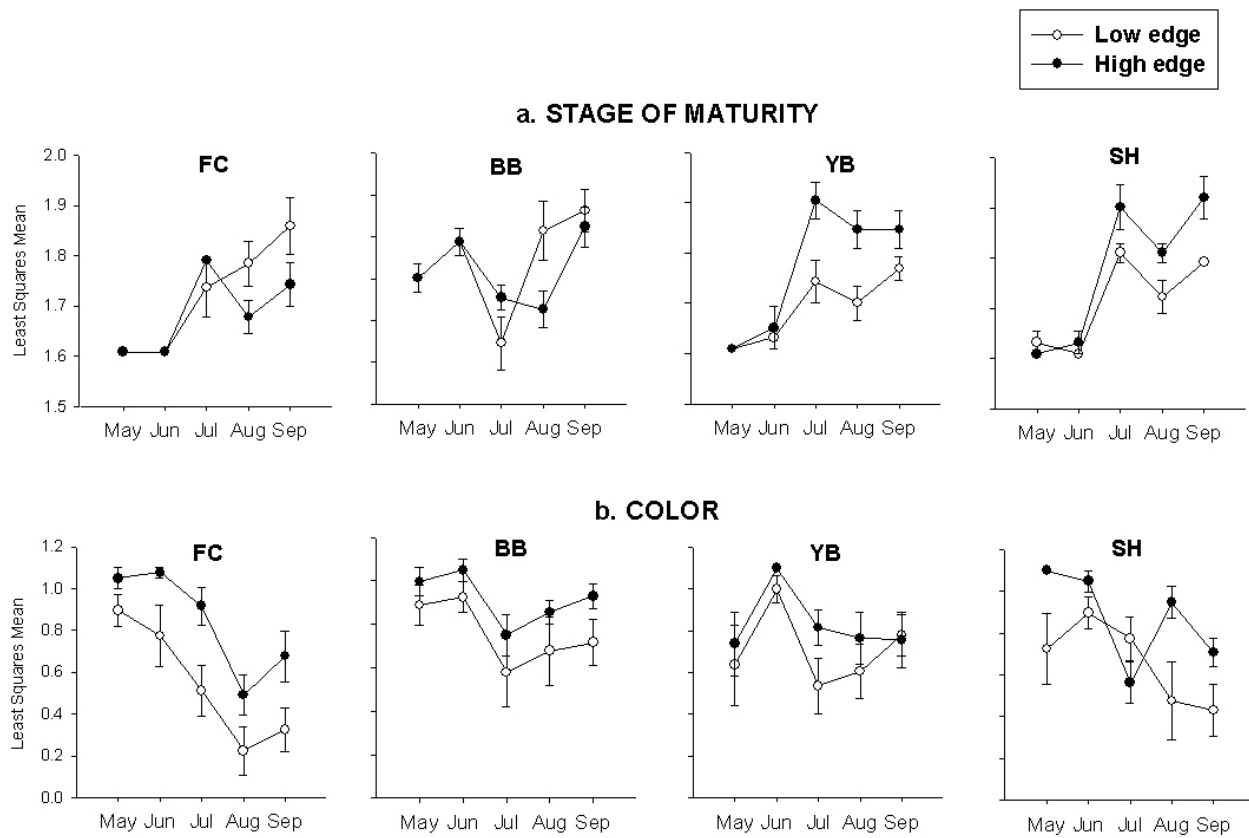 Low edge
High edge
a. STAGE OF MATURITY
FC
BB
YB
SH
Least Squares Mean
2.0
1.9
1.8
1.7
1.6
1.5
May Jun Jul Aug Sep
May Jun Jul Aug Sep
May Jun Jul Aug Sep
May Jun Jul Aug Sep
b. COLOR
FC
BB
YB
SH
Least Squares Mean
1.2
1.0
0.8
0.6
0.4
0.2
0.0
May Jun Jul Aug Sep
May Jun Jul Aug Sep
May Jun Jul Aug Sep
May Jun Jul Aug Sep